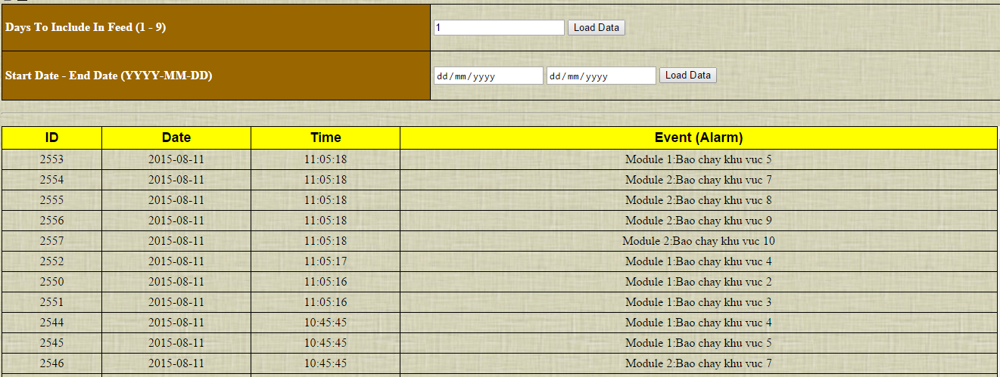 Days To Include In Feed (1 - 9) 1 Load Data
Start Date - End Date (YYYY-MM-DD) dd/mm/yyyy dd/mm/yyyy Load Data
ID Date Time Event (Alarm)
2553 2015-08-11 11:05:18 Module 1:Bao chay khu vuc 5
2554 2015-08-11 11:05:18 Module 2:Bao chay khu vuc 7
2555 2015-08-11 11:05:18 Module 2:Bao chay khu vuc 8
2556 2015-08-11 11:05:18 Module 2:Bao chay khu vuc 9
2557 2015-08-11 11:05:18 Module 2:Bao chay khu vuc 10
2552 2015-08-11 11:05:17 Module 1:Bao chay khu vuc 4
2550 2015-08-11 11:05:16 Module 1:Bao chay khu vuc 2
2551 2015-08-11 11:05:16 Module 1:Bao chay khu vuc 3
2544 2015-08-11 10:45:45 Module 1:Bao chay khu vuc 4
2545 2015-08-11 10:45:45 Module 1:Bao chay khu vuc 5
2546 2015-08-11 10:45:45 Module 2:Bao chay khu vuc 7